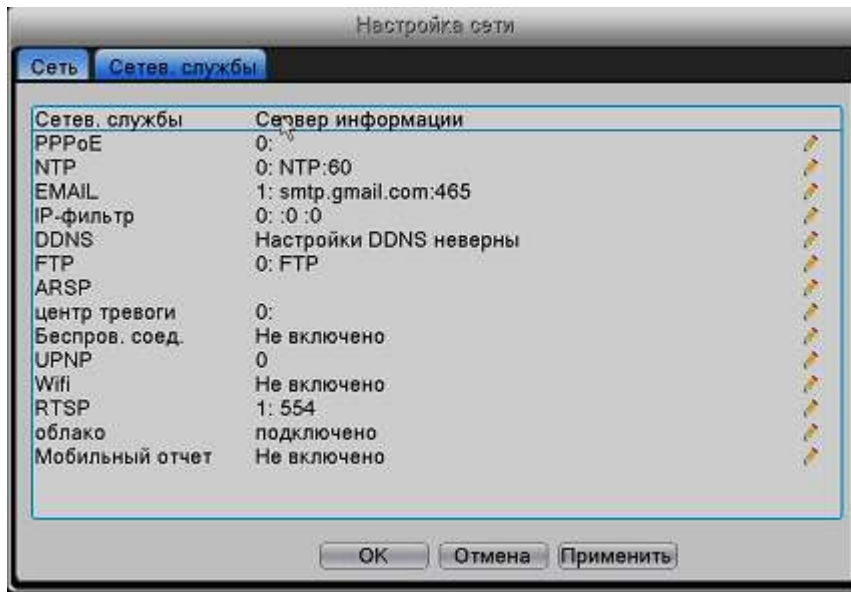 Настройка сети
Сеть Сетев. службы
Сетев. службы Сервер информации
PPPoE 0:
NTP 0: NTP:60
EMAIL 1: smtp.gmail.com:465
IP-фильтр 0: :0 :0
DDNS Настройки DDNS неверны
FTP 0: FTP
ARSP
центр тревоги 0:
Беспров. соед. Не включено
UPNP 0
Wifi Не включено
RTSP 1: 554
облако подключено
Мобильный отчет Не включено
OK Отмена Применить